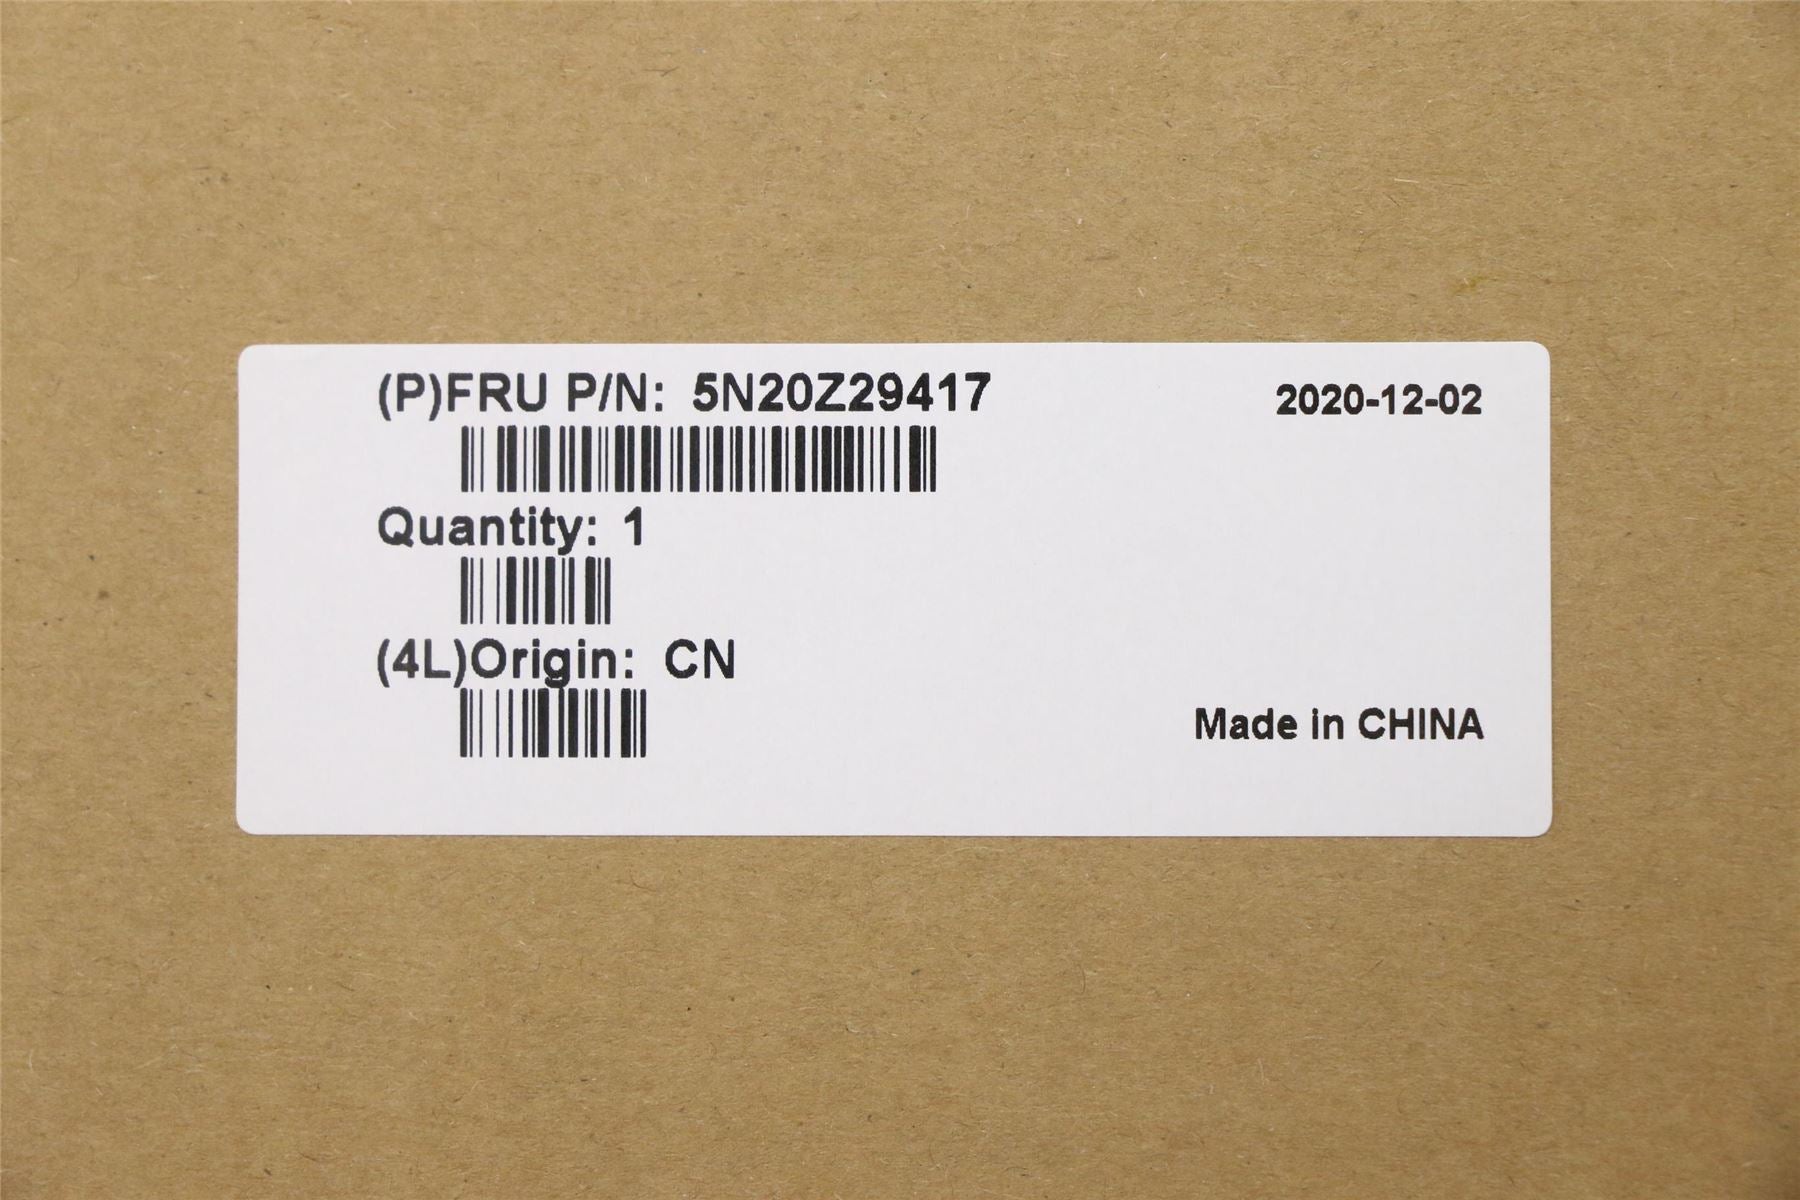 (P)FRU P/N: 5N20Z29417
2020-12-02
Quantity: 1
(4L)Origin: CN
Made in CHINA